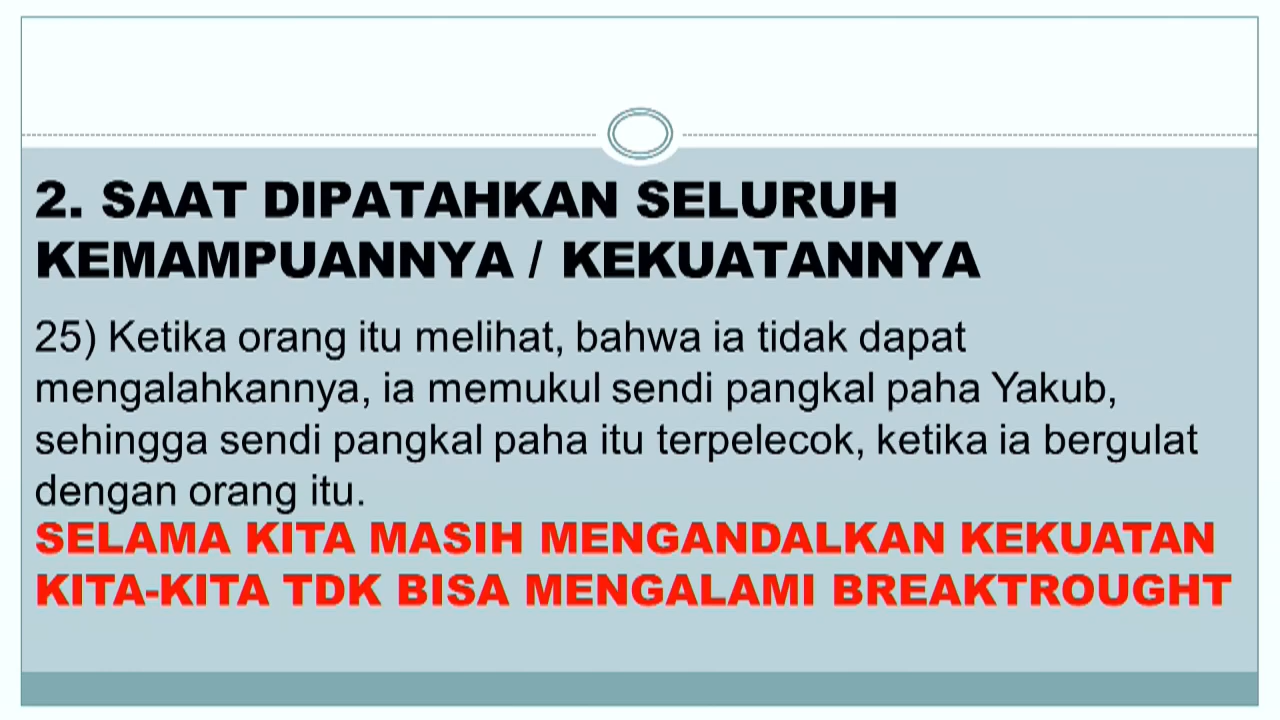 2. SAAT DIPATAHKAN SELURUH
KEMAMPUANNYA / KEKUATANNYA
25) Ketika orang itu melihat, bahwa ia tidak dapat
mengalahkannya, ia memukul sendi pangkal paha Yakub,
sehingga sendi pangkal paha itu terpelecok, ketika ia bergulat
dengan orang itu.
SELAMA KITA MASIH MENGANDALKAN KEKUATAN
KITA-KITA TDK BISA MENGALAMI BREAKTROUGHT